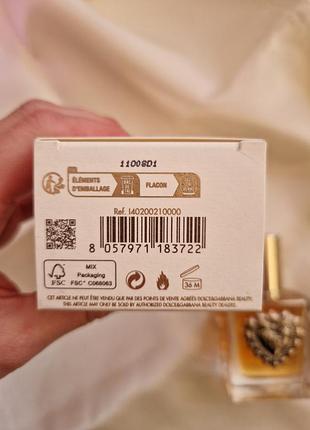 11008D1
ÉLÉMENTS
D'EMBALLAGE
FLACON
Ref. I40200210000
8 057971 183722
FSC
MIX
Packaging
FSC® C068063
36 M
CET ARTICLE NE PEUT ÊTRE VENDU QUE PAR DES POINTS DE VENTE AGRÉÉS DOLCE&GABBANA BEAUTY.
THIS ARTICLE MAY ONLY BE SOLD BY AUTHORIZED DOLCE&GABBANA BEAUTY DEALERS.